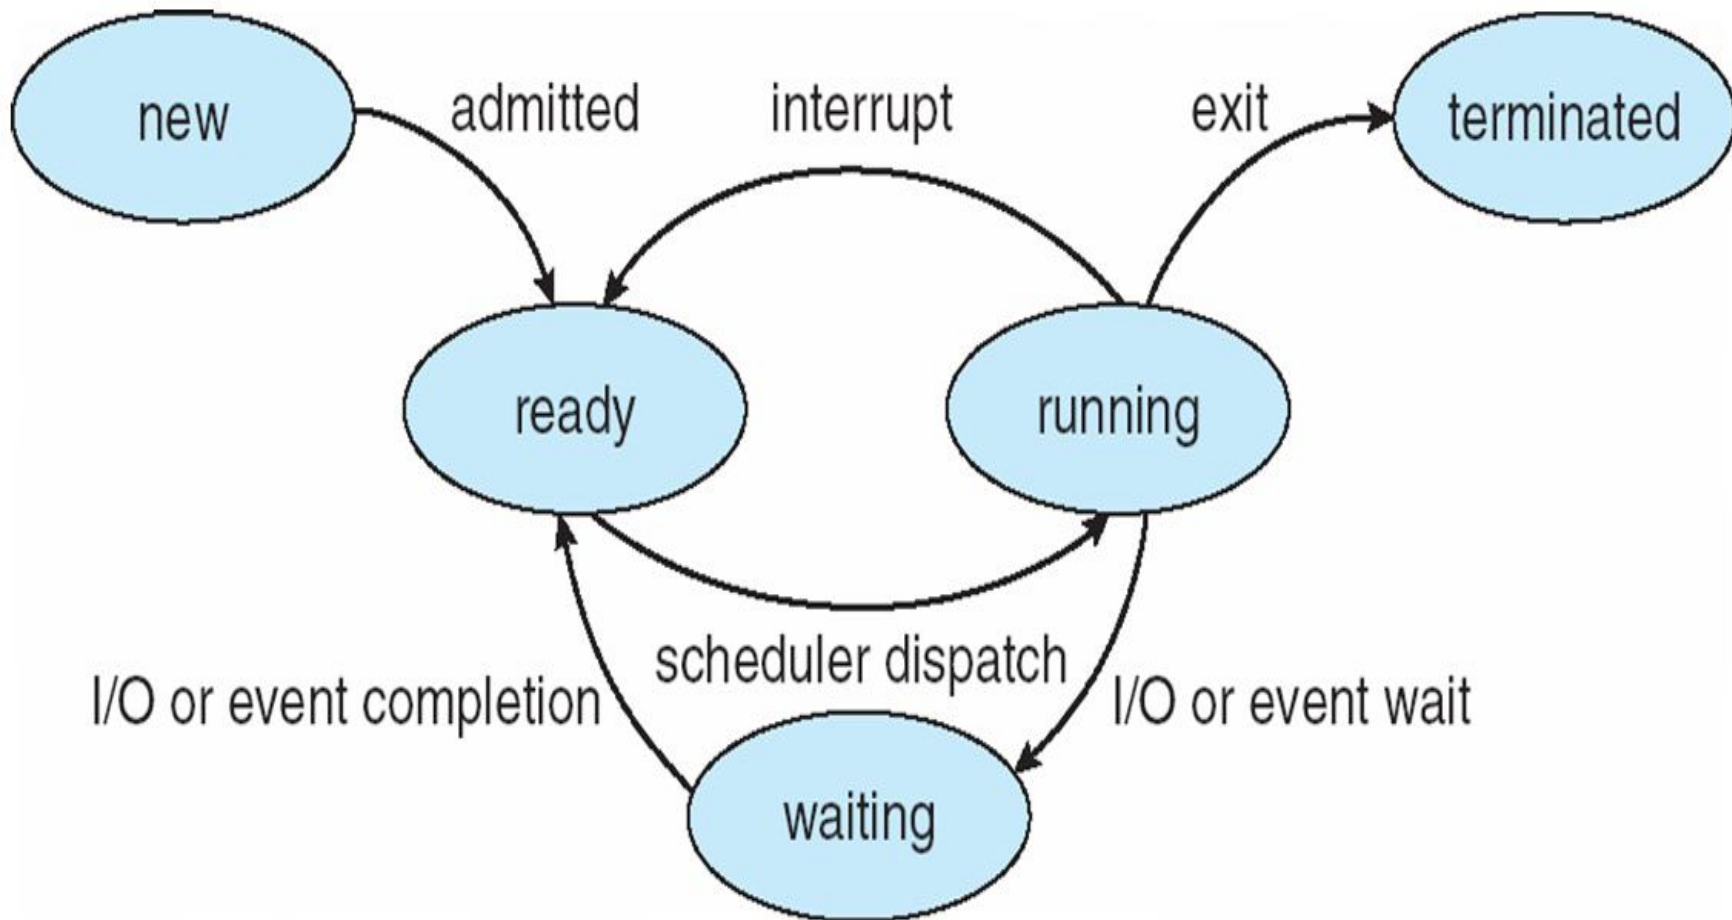 new
admitted
interrupt
exit
terminated
ready
running
scheduler dispatch
I/O or event completion
I/O or event wait
waiting